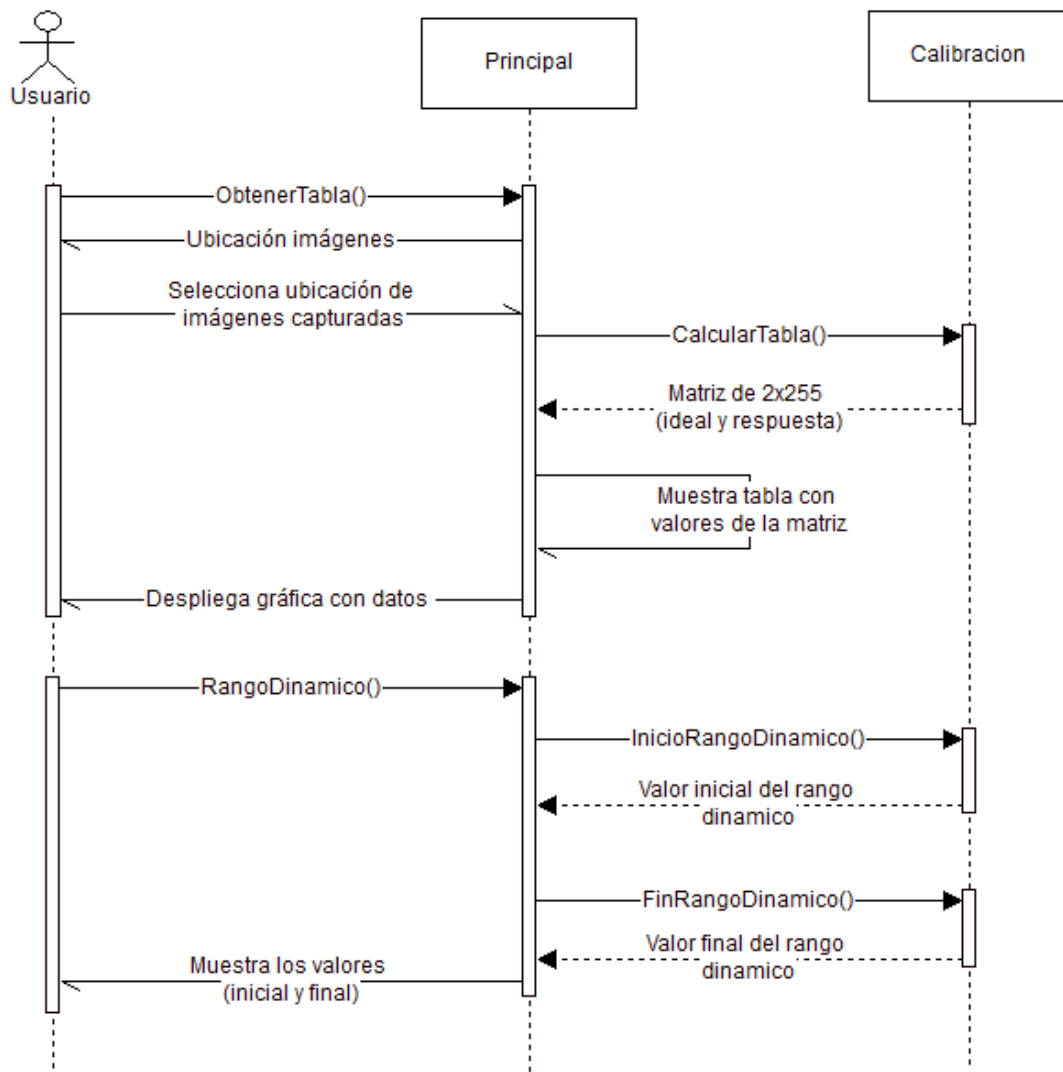 Usuario
Principal
Calibracion
ObtenerTabla()
Ubicación imágenes
Selecciona ubicación de
imágenes capturadas
CalcularTabla()
Matriz de 2x255
(ideal y respuesta)
Muestra tabla con
valores de la matriz
Despliega gráfica con datos
RangoDinamico()
InicioRangoDinamico()
Valor inicial del rango
dinamico
FinRangoDinamico()
Valor final del rango
dinamico
Muestra los valores
(inicial y final)